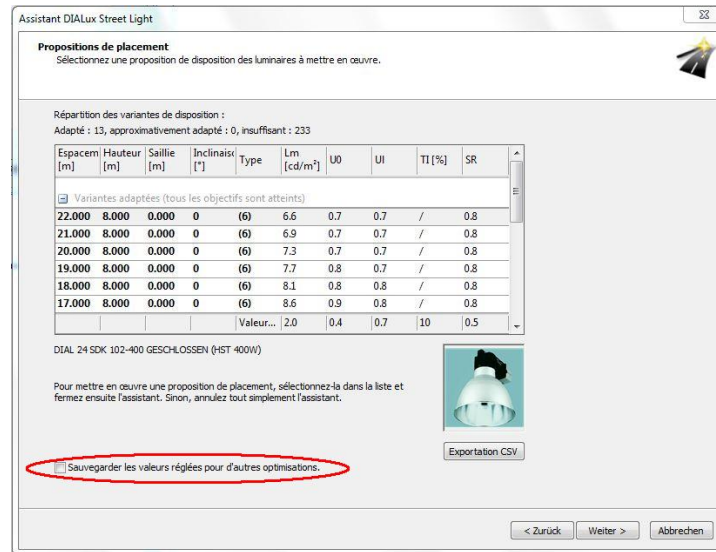 Assistant DIALux Street Light
Propositions de placement
Sélectionnez une proposition de disposition des luminaires à mettre en œuvre.
Répartition des variantes de disposition :
Adapté : 13, approximativement adapté : 0, insuffisant : 233
Espacem [m] Hauteur [m] Saillie [m] Inclinaisc [°] Type Lm [cd/m²] U0 UI TI [%] SR
Variantes adaptées (tous les objectifs sont atteints)
22.000 8.000 0.000 0 (6) 6.6 0.7 0.7 / 0.8
21.000 8.000 0.000 0 (6) 6.9 0.7 0.7 / 0.8
20.000 8.000 0.000 0 (6) 7.3 0.7 0.7 / 0.8
19.000 8.000 0.000 0 (6) 7.7 0.8 0.7 / 0.8
18.000 8.000 0.000 0 (6) 8.1 0.8 0.8 / 0.8
17.000 8.000 0.000 0 (6) 8.6 0.9 0.8 / 0.8
Valeur... 2.0 0.4 0.7 10 0.5
DIAL 24 SDK 102-400 GESCHLOSSEN (HST 400W)
Pour mettre en œuvre une proposition de placement, sélectionnez-la dans la liste et
fermez ensuite l'assistant. Sinon, annulez tout simplement l'assistant.
Exportation CSV
Sauvegarder les valeurs réglées pour d'autres optimisations.
< Zurück Weiter > Abbrechen